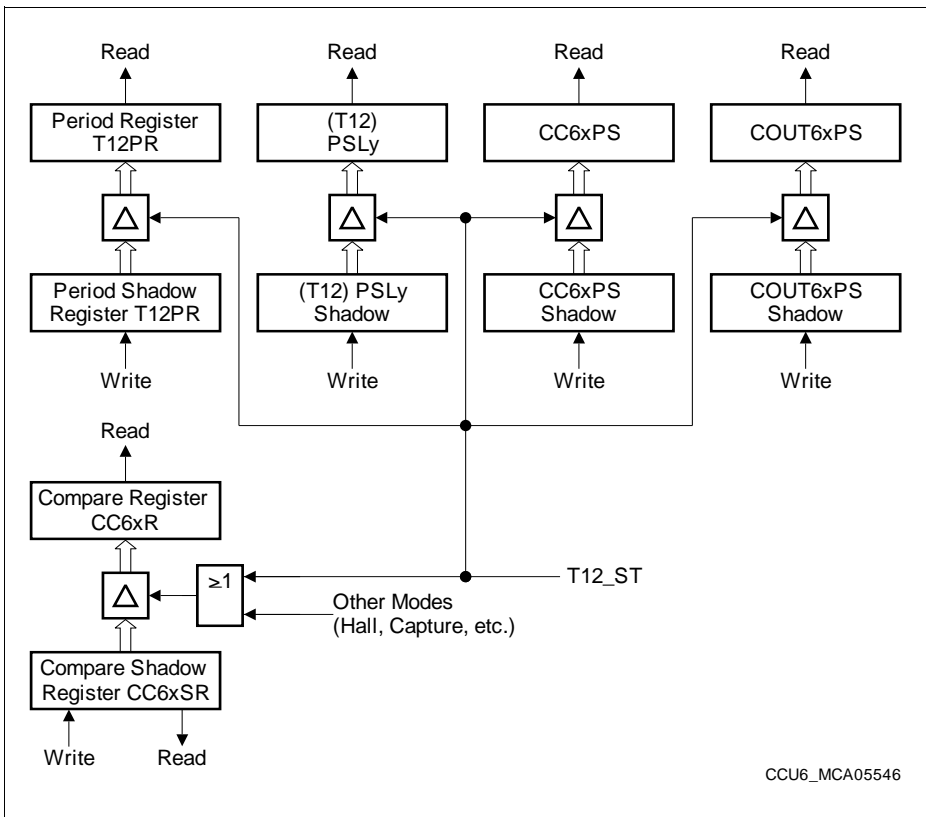 Read Read Read Read
Period Register (T12) CC6xPS COUT6xPS
T12PR PSLy
Δ Δ Δ Δ
Period Shadow (T12) PSLy CC6xPS COUT6xPS
Register T12PR Shadow Shadow Shadow
Write Write Write Write
Read
Compare Register
CC6xR
≥1 T12_ST
Δ
Other Modes
(Hall, Capture, etc.)
Compare Shadow
Register CC6xSR
Write Read
CCU6_MCA05546